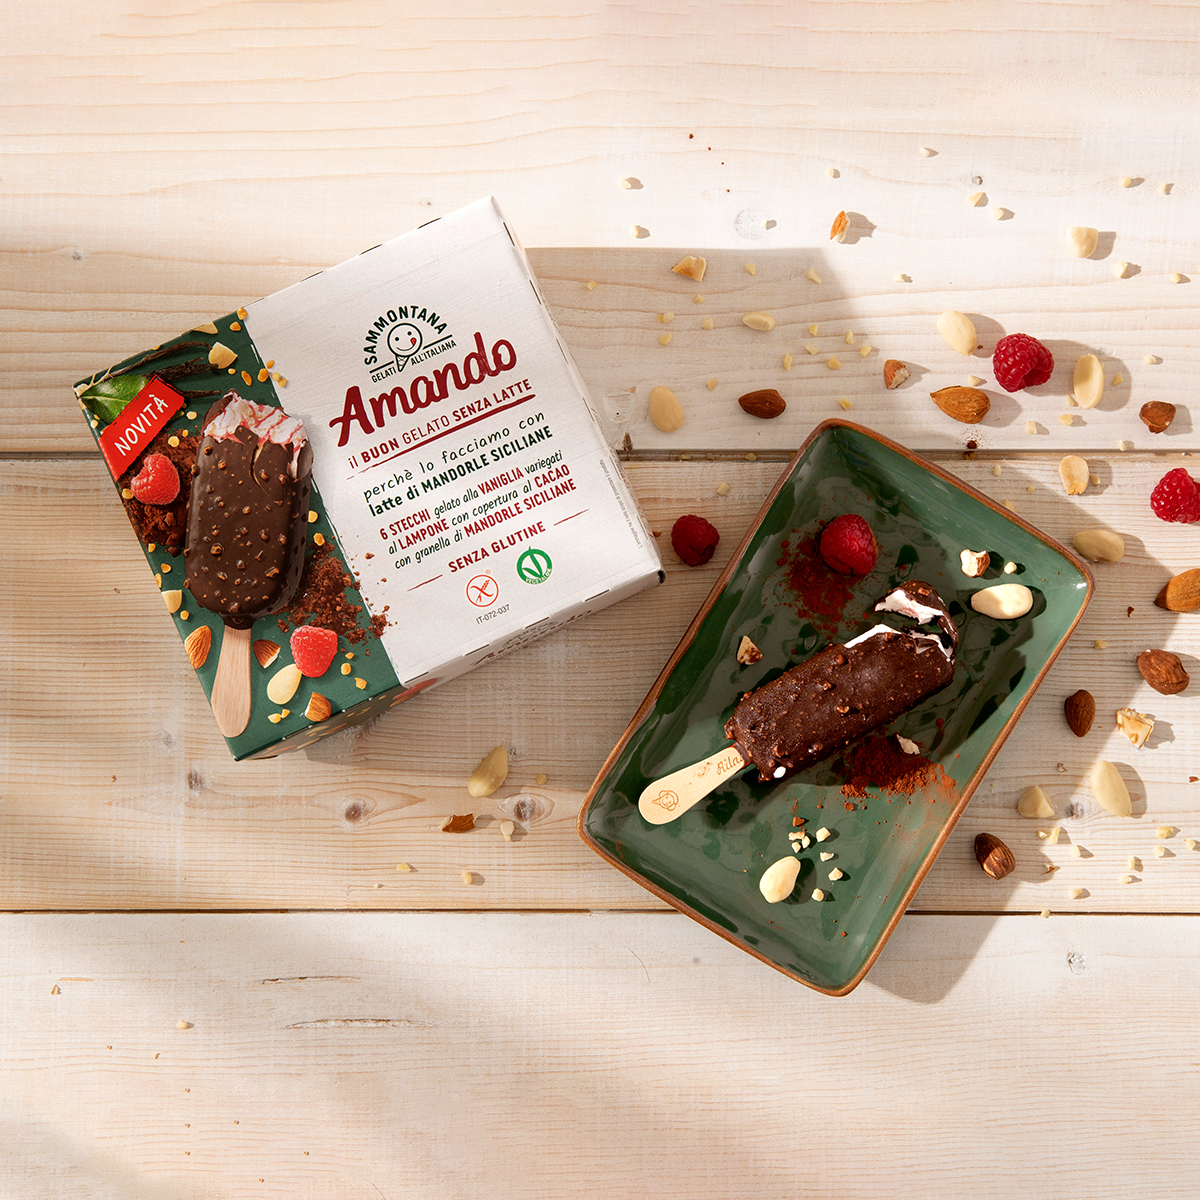 SAMMONTANA
GELATI ALL'ITALIANA
Amando
il BUON GELATO SENZA LATTE
perchè lo facciamo con
latte di MANDORLE SICILIANE
6 STECCHI gelato alla VANIGLIA variegati
al LAMPONE con copertura al CACAO
con granella di MANDORLE SICILIANE
SENZA GLUTINE
IT-072-037
NOVITÀ